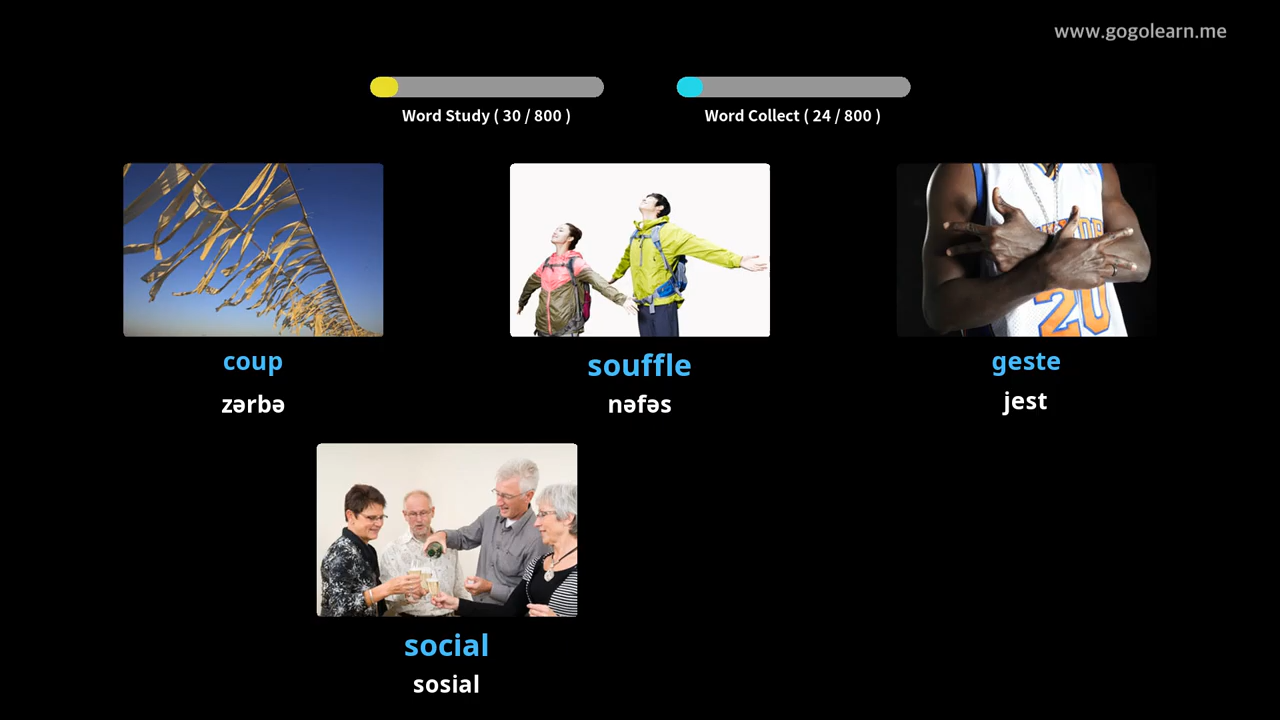 www.gogolearn.me
Word Study ( 30 / 800 )
Word Collect ( 24 / 800 )
coup
souffle
geste
zərbə
nəfəs
jest
20
social
sosial